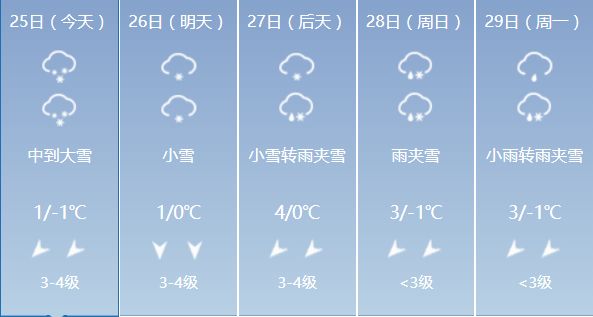 25日（今天）
26日（明天）
27日（后天）
28日（周日）
29日（周一）
中到大雪
小雪
小雪转雨夹雪
雨夹雪
小雨转雨夹雪
1/-1℃
1/0℃
4/0℃
3/-1℃
3/-1℃
3-4级
3-4级
3-4级
<3级
<3级